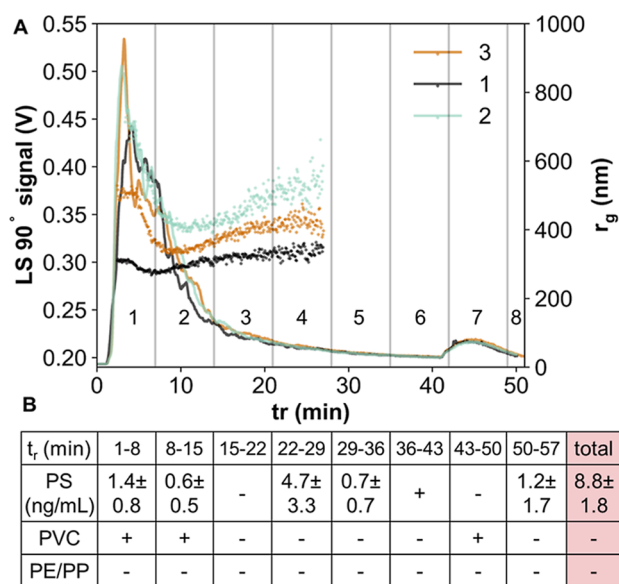 A
0.55
0.50
0.45
0.40
0.35
0.30
0.25
0.20
LS 90° signal (V)
1000
800
600
400
200
0
r_g (nm)
3
1
2
1 2 3 4 5 6 7 8
0 10 20 30 40 50
tr (min)
B
t_r (min) 1-8 8-15 15-22 22-29 29-36 36-43 43-50 50-57 total
PS (ng/mL) 1.4± 0.8 0.6± 0.5 - 4.7± 3.3 0.7± 0.7 + - 1.2± 1.7 8.8± 1.8
PVC + + - - - - + - -
PE/PP - - - - - - - - -